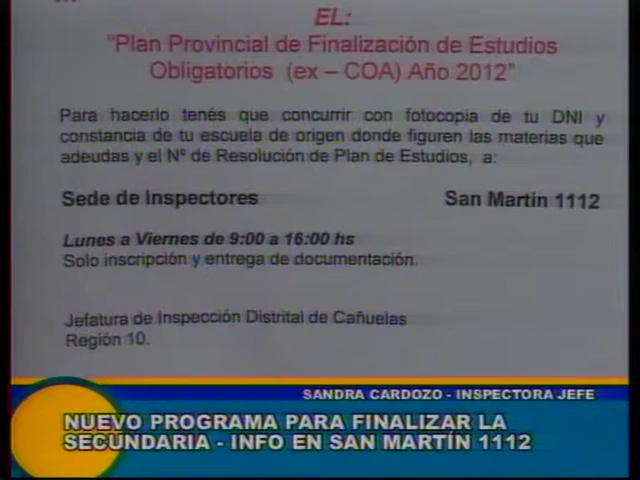 EL:
"Plan Provincial de Finalización de Estudios
Obligatorios (ex – COA) Año 2012"
Para hacerlo tenés que concurrir con fotocopia de tu DNI y
constancia de tu escuela de origen donde figuren las materias que
adeudas y el Nº de Resolución de Plan de Estudios, a:
Sede de Inspectores San Martín 1112
Lunes a Viernes de 9:00 a 16:00 hs
Solo inscripción y entrega de documentación.
Jefatura de Inspección Distrital de Cañuelas
Región 10.
SANDRA CARDOZO - INSPECTORA JEFE
NUEVO PROGRAMA PARA FINALIZAR LA
SECUNDARIA - INFO EN SAN MARTÍN 1112